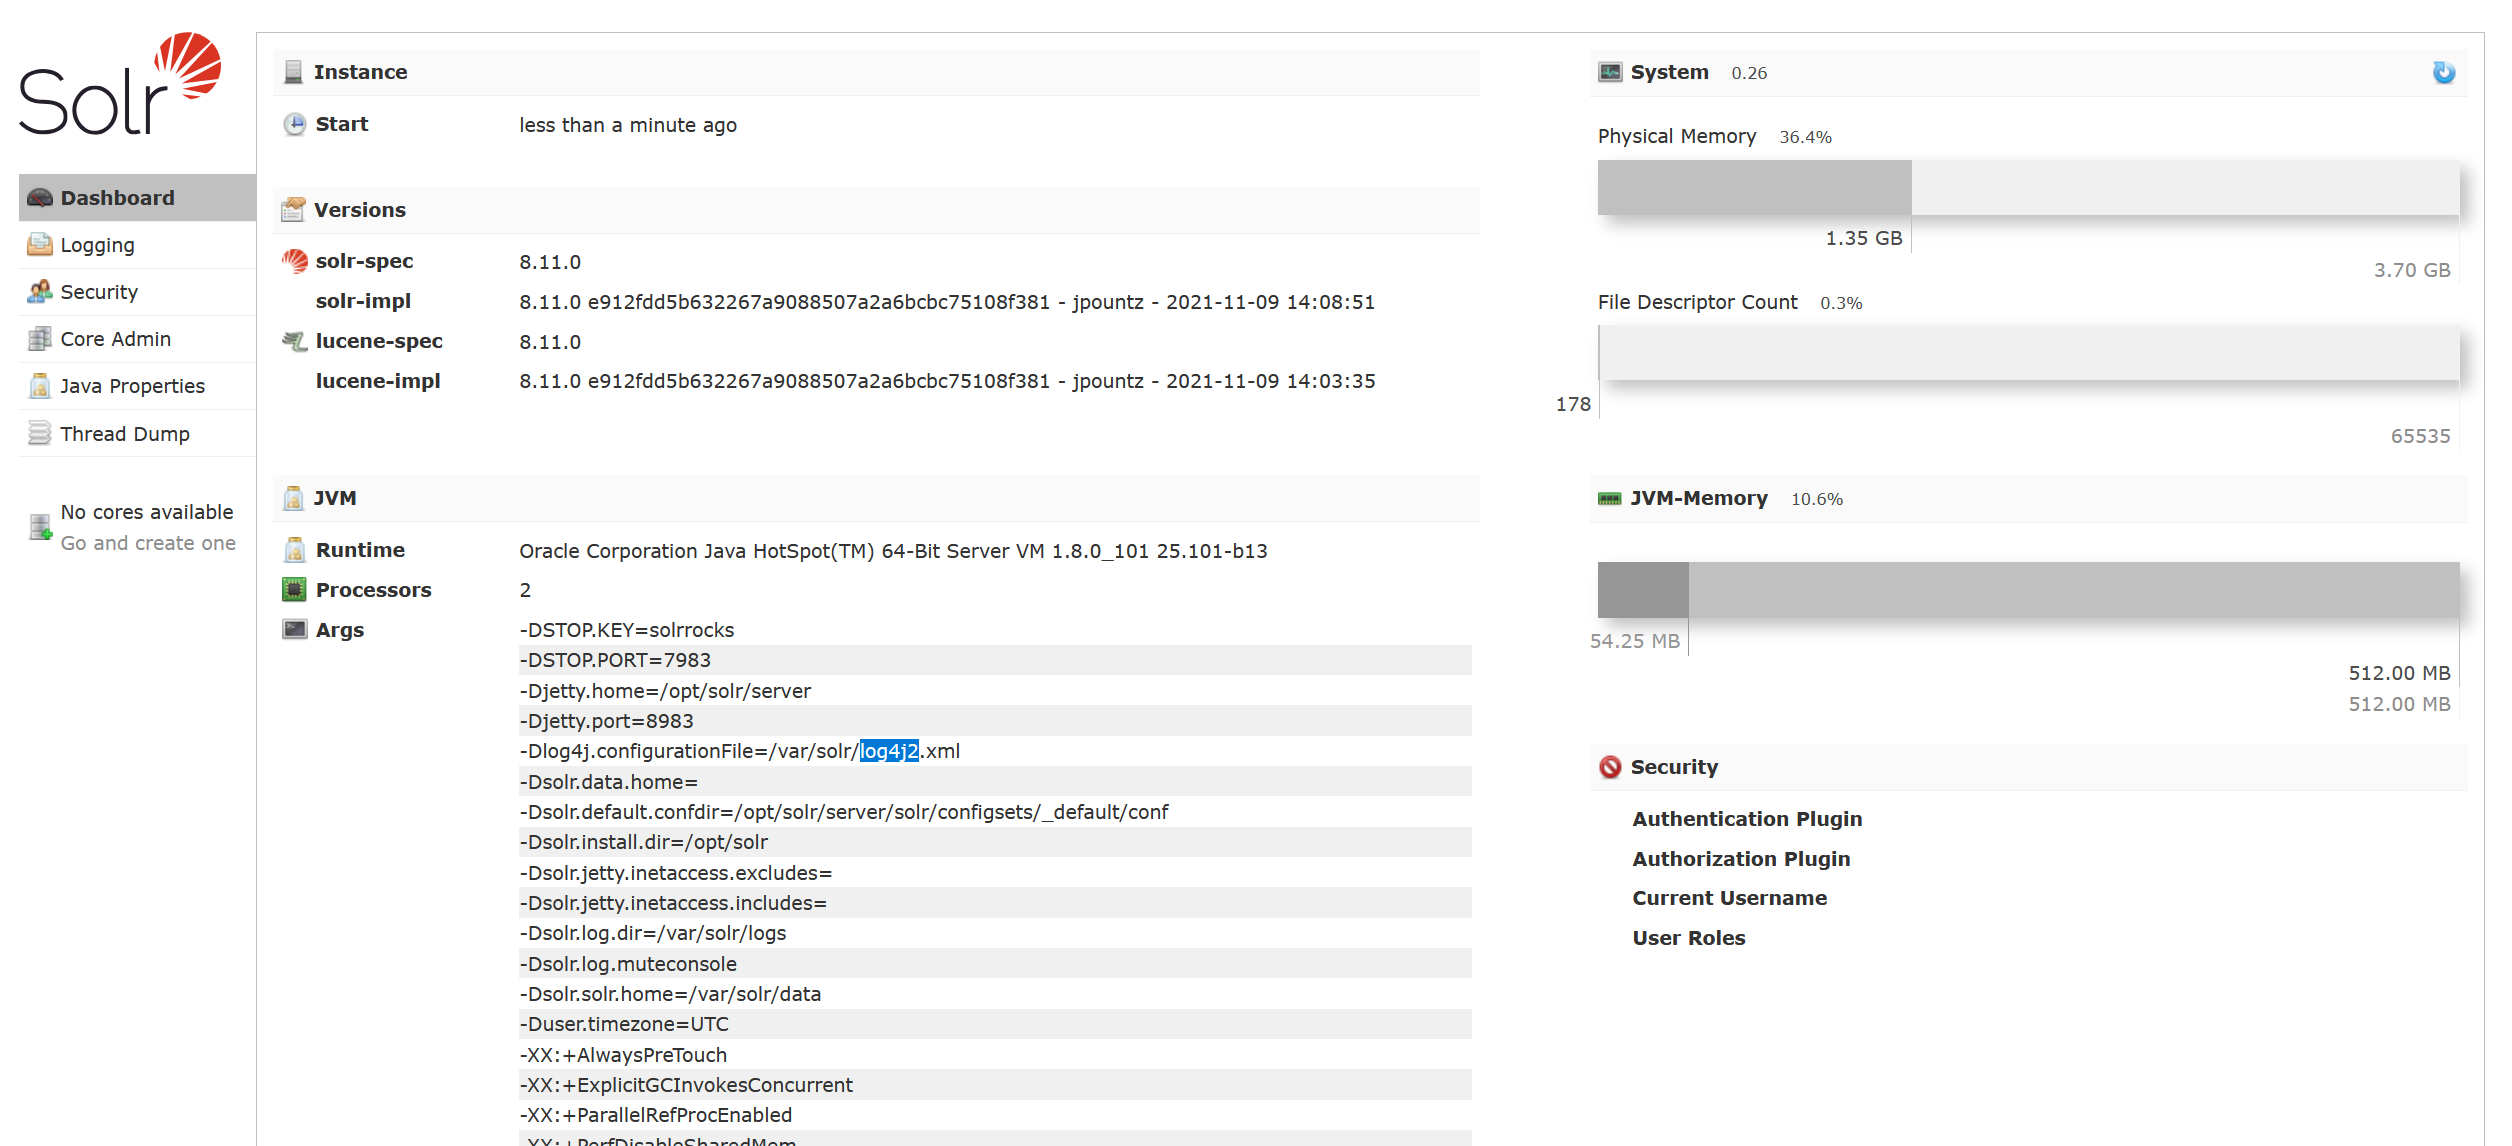 Solr
Dashboard
Logging
Security
Core Admin
Java Properties
Thread Dump
No cores available
Go and create one
Instance
Start less than a minute ago
Versions
solr-spec 8.11.0
solr-impl 8.11.0 e912fdd5b632267a9088507a2a6bcbc75108f381 - jpountz - 2021-11-09 14:08:51
lucene-spec 8.11.0
lucene-impl 8.11.0 e912fdd5b632267a9088507a2a6bcbc75108f381 - jpountz - 2021-11-09 14:03:35
JVM
Runtime Oracle Corporation Java HotSpot(TM) 64-Bit Server VM 1.8.0_101 25.101-b13
Processors 2
Args -DSTOP.KEY=solrrocks
-DSTOP.PORT=7983
-Djetty.home=/opt/solr/server
-Djetty.port=8983
-Dlog4j.configurationFile=/var/solr/log4j2.xml
-Dsolr.data.home=
-Dsolr.default.confdir=/opt/solr/server/solr/configsets/_default/conf
-Dsolr.install.dir=/opt/solr
-Dsolr.jetty.inetaccess.excludes=
-Dsolr.jetty.inetaccess.includes=
-Dsolr.log.dir=/var/solr/logs
-Dsolr.log.muteconsole
-Dsolr.solr.home=/var/solr/data
-Duser.timezone=UTC
-XX:+AlwaysPreTouch
-XX:+ExplicitGCInvokesConcurrent
-XX:+ParallelRefProcEnabled
-XX:+PerfDisableSharedMem
System 0.26
Physical Memory 36.4%
1.35 GB
3.70 GB
File Descriptor Count 0.3%
178
65535
JVM-Memory 10.6%
54.25 MB
512.00 MB
512.00 MB
Security
Authentication Plugin
Authorization Plugin
Current Username
User Roles